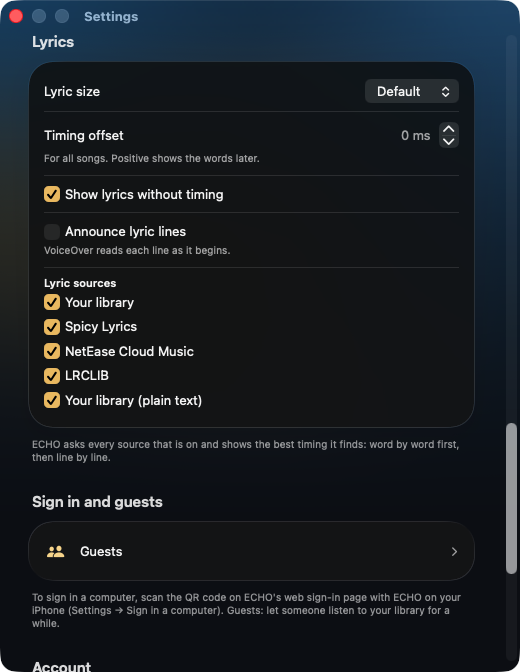 Settings
Lyrics
Lyric size
Default
Timing offset
0 ms
For all songs. Positive shows the words later.
Show lyrics without timing
Announce lyric lines
VoiceOver reads each line as it begins.
Lyric sources
Your library
Spicy Lyrics
NetEase Cloud Music
LRCLIB
Your library (plain text)
ECHO asks every source that is on and shows the best timing it finds: word by word first,
then line by line.
Sign in and guests
Guests
To sign in a computer, scan the QR code on ECHO's web sign-in page with ECHO on your
iPhone (Settings → Sign in a computer). Guests: let someone listen to your library for a
while.
Account